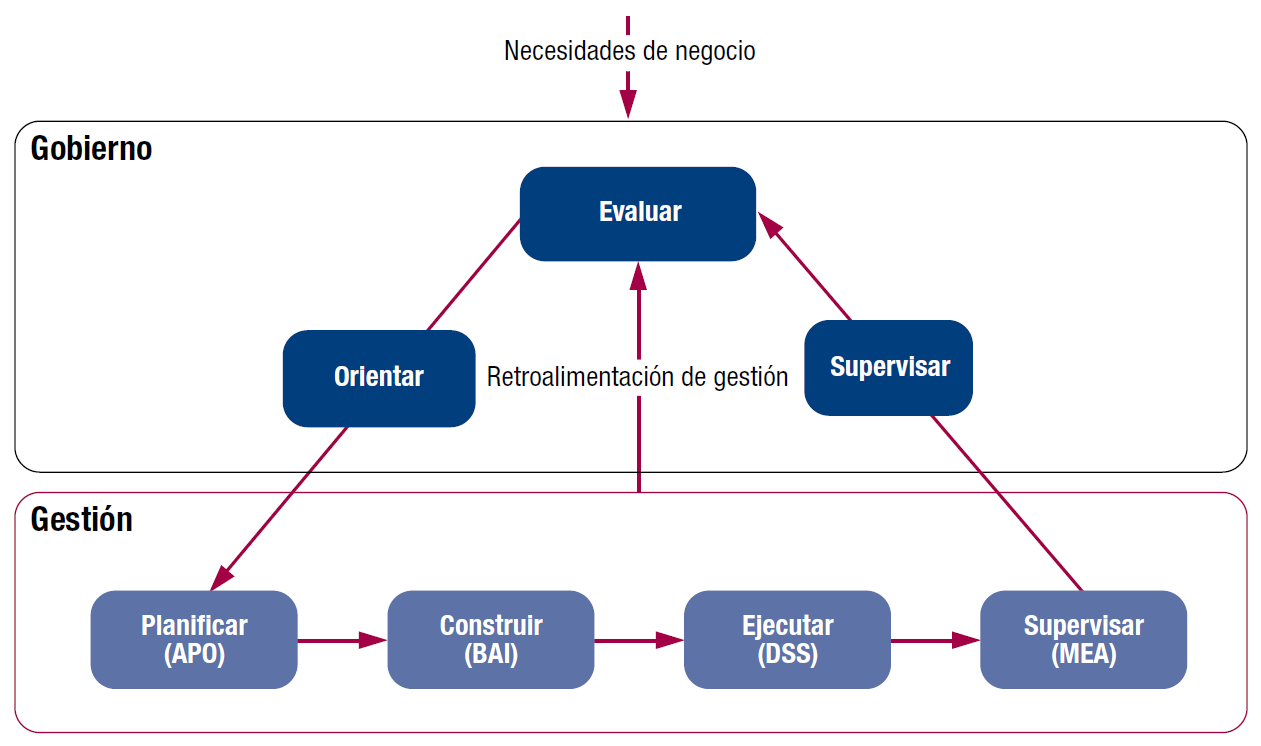 Necesidades de negocio
Gobierno
Evaluar
Orientar
Retroalimentación de gestión
Supervisar
Gestión
Planificar
(APO)
Construir
(BAI)
Ejecutar
(DSS)
Supervisar
(MEA)